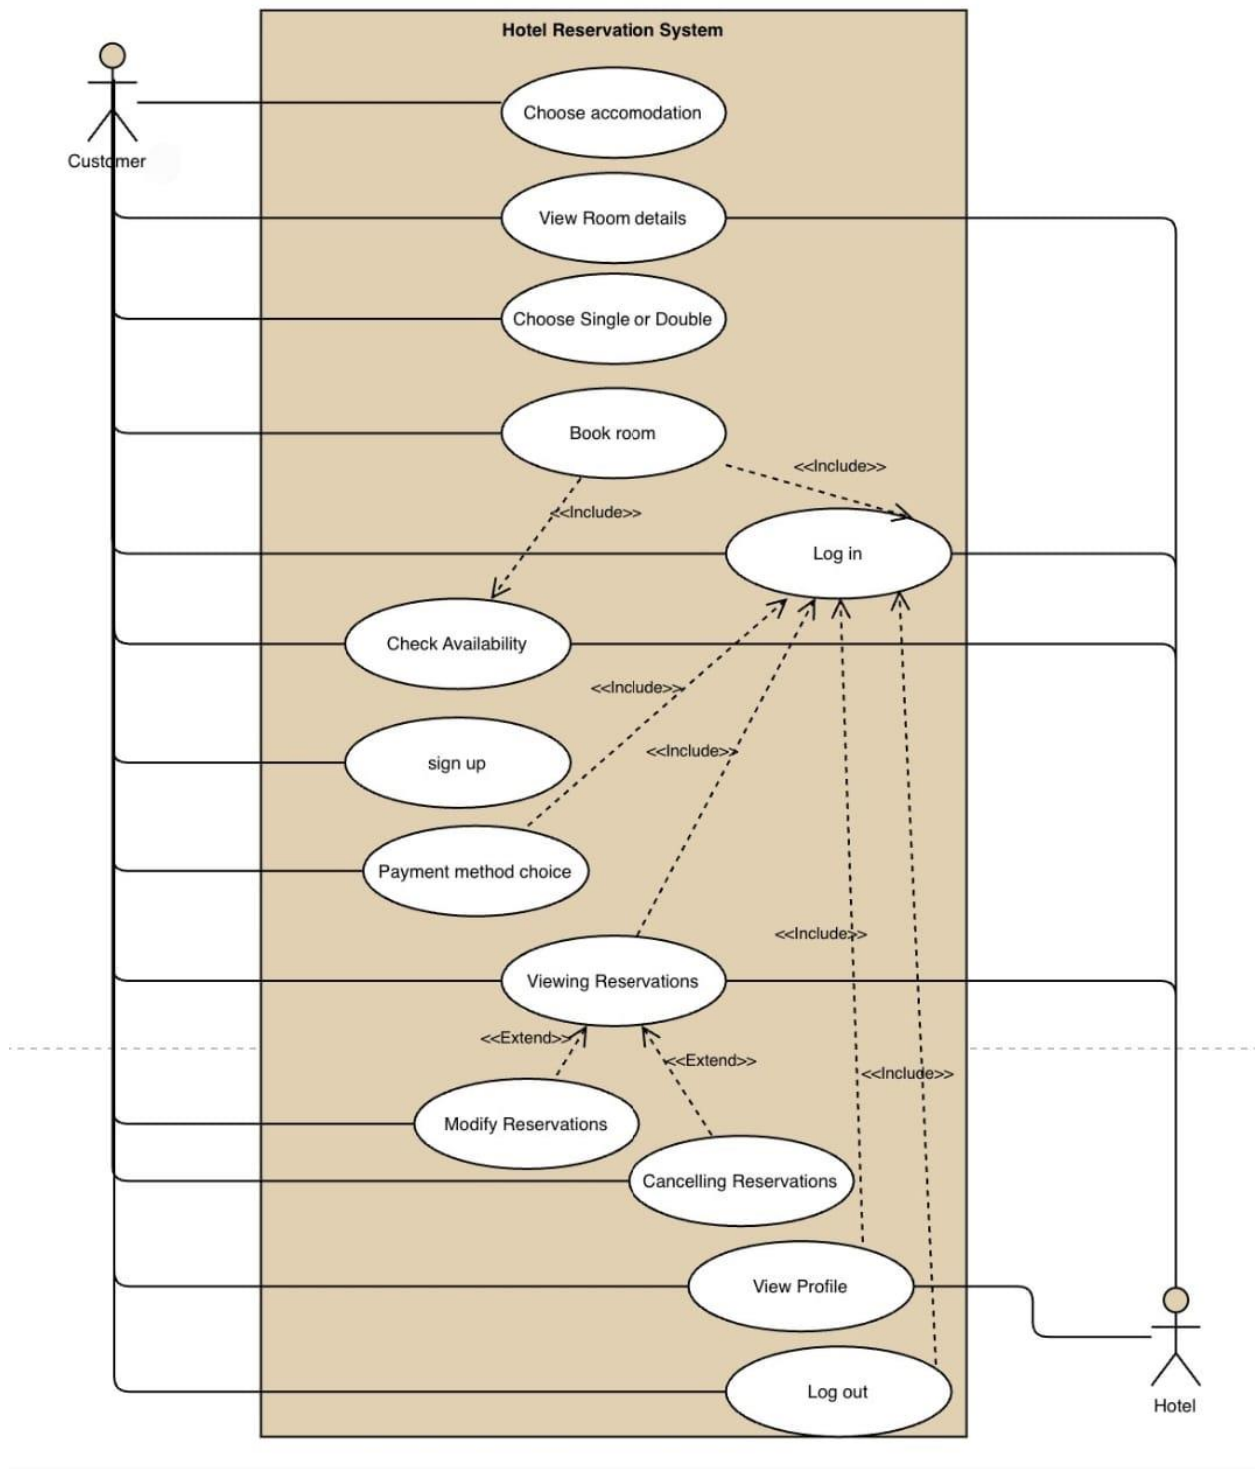 Hotel Reservation System
Choose accomodation
Customer
View Room details
Choose Single or Double
Book room
<<Include>>
<<Include>>
Log in
Check Availability
<<Include>>
<<Include>>
sign up
Payment method choice
<<Include>>
Viewing Reservations
<<Extend>>
<<Extend>>
<<Include>>
Modify Reservations
Cancelling Reservations
View Profile
Log out
Hotel